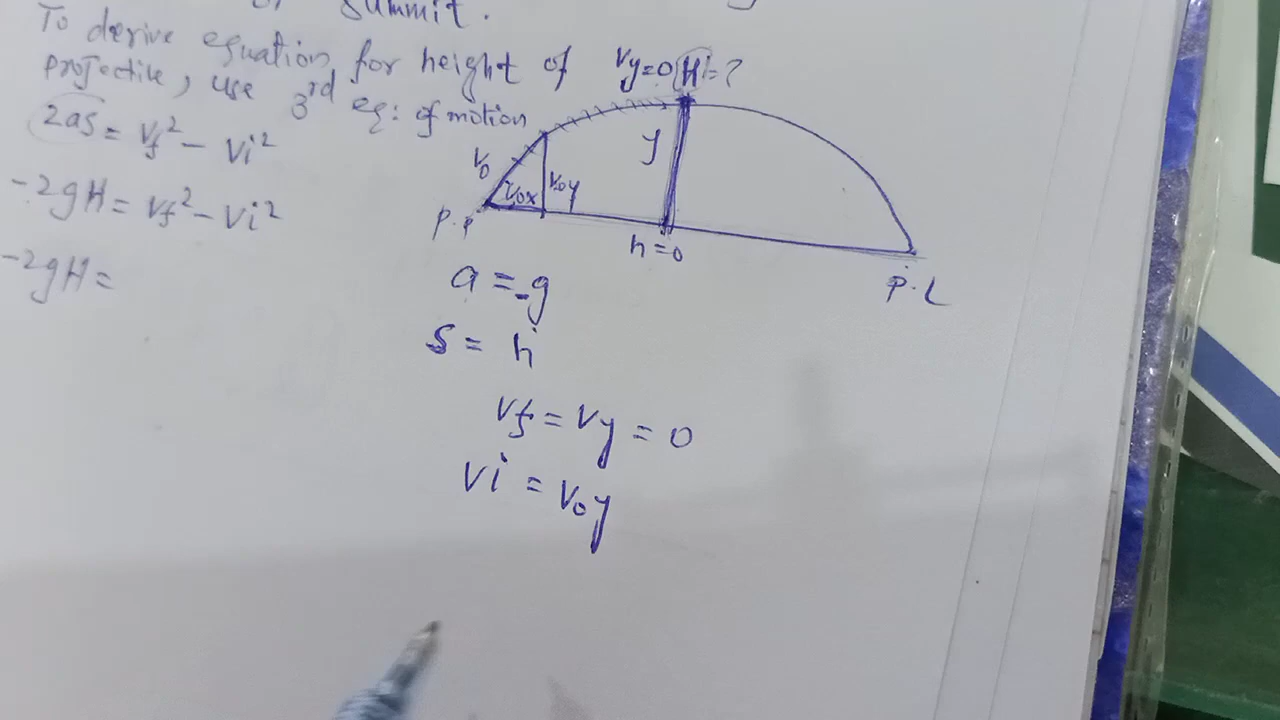 summit.
To derive equation for height of
projectile, use 3rd eq: of motion
2as = Vf² - Vi²
-2gH = Vf² - Vi²
-2gH =
Vy=0 H=?
y
V₀
V₀x
V₀y
P.P
h=0
P.L
a = -g
S = h
Vf = Vy = 0
Vi = V₀y